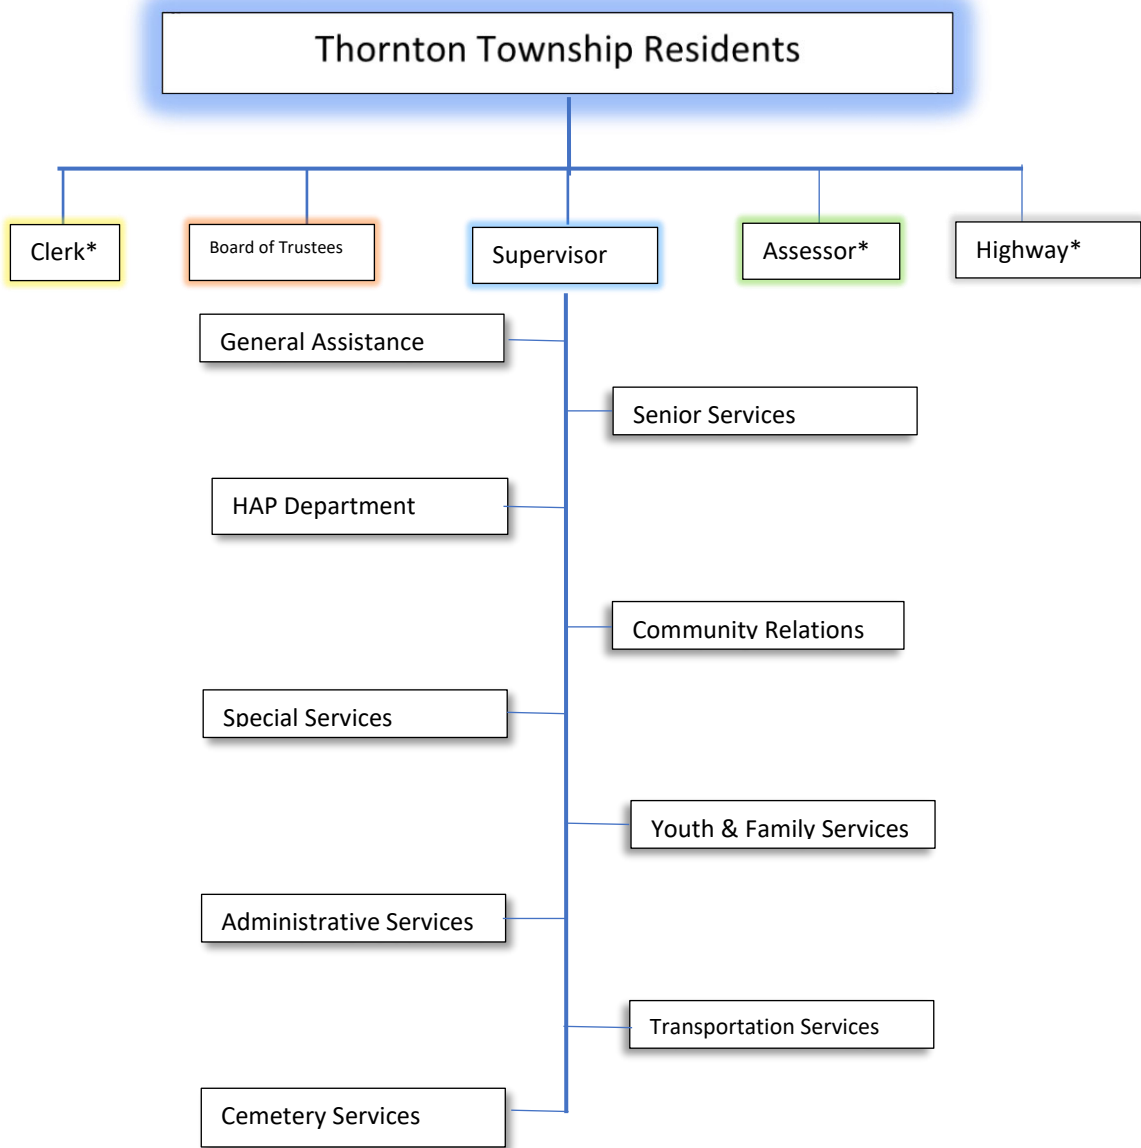 Thornton Township Residents
Clerk*
Board of Trustees
Supervisor
Assessor*
Highway*
General Assistance
Senior Services
HAP Department
Community Relations
Special Services
Youth & Family Services
Administrative Services
Transportation Services
Cemetery Services